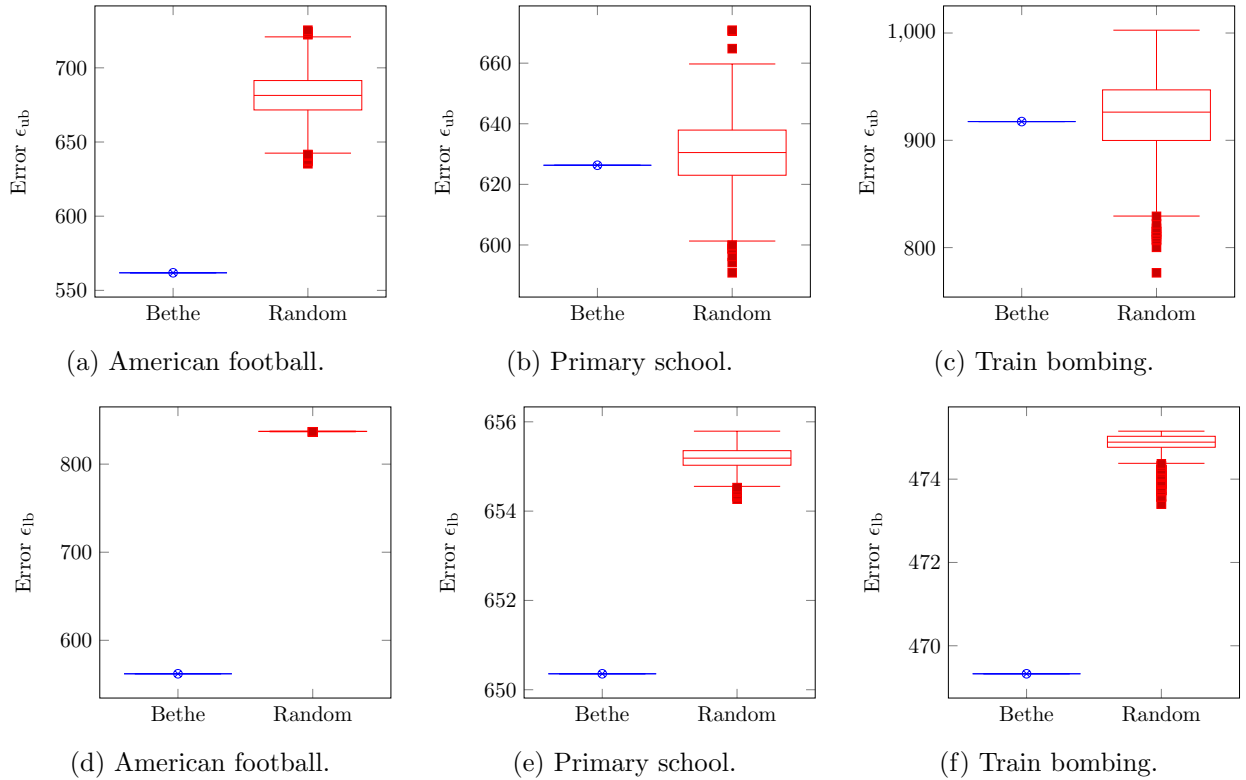 Error ϵub
700
650
600
550
Bethe
Random
(a) American football.
Error ϵub
660
640
620
600
Bethe
Random
(b) Primary school.
Error ϵub
1,000
900
800
Bethe
Random
(c) Train bombing.
Error ϵlb
800
700
600
Bethe
Random
(d) American football.
Error ϵlb
656
654
652
650
Bethe
Random
(e) Primary school.
Error ϵlb
474
472
470
Bethe
Random
(f) Train bombing.